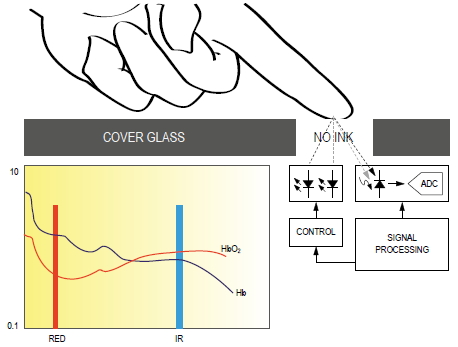 COVER GLASS
NO INK
10
HbO2
Hb
0.1
RED
IR
ADC
CONTROL
SIGNAL
PROCESSING